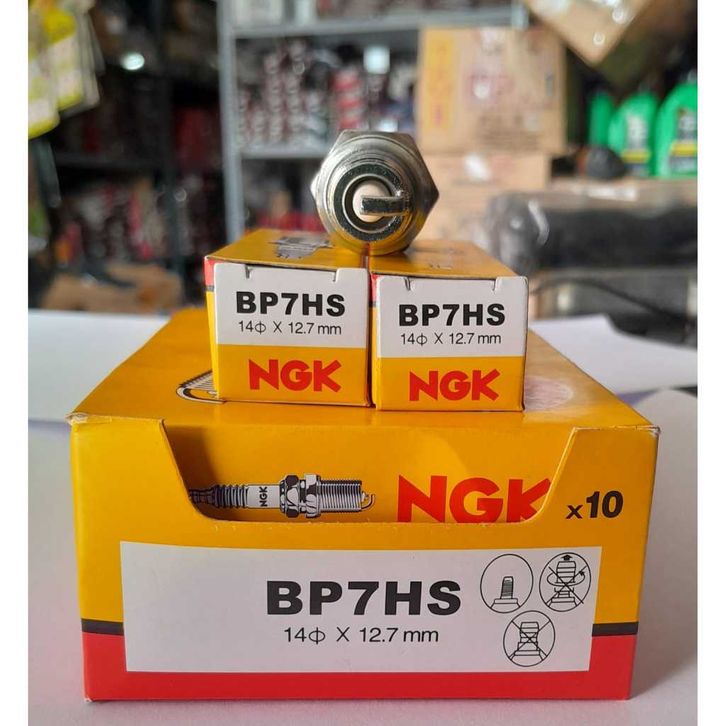 BP7HS
14ϕ X 12.7 mm
NGK
BP7HS
14ϕ X 12.7 mm
NGK
NGK
NGK x10
BP7HS
14ϕ X 12.7 mm